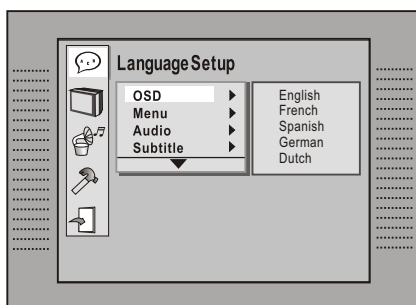 Language Setup
OSD
Menu
Audio
Subtitle
English
French
Spanish
German
Dutch